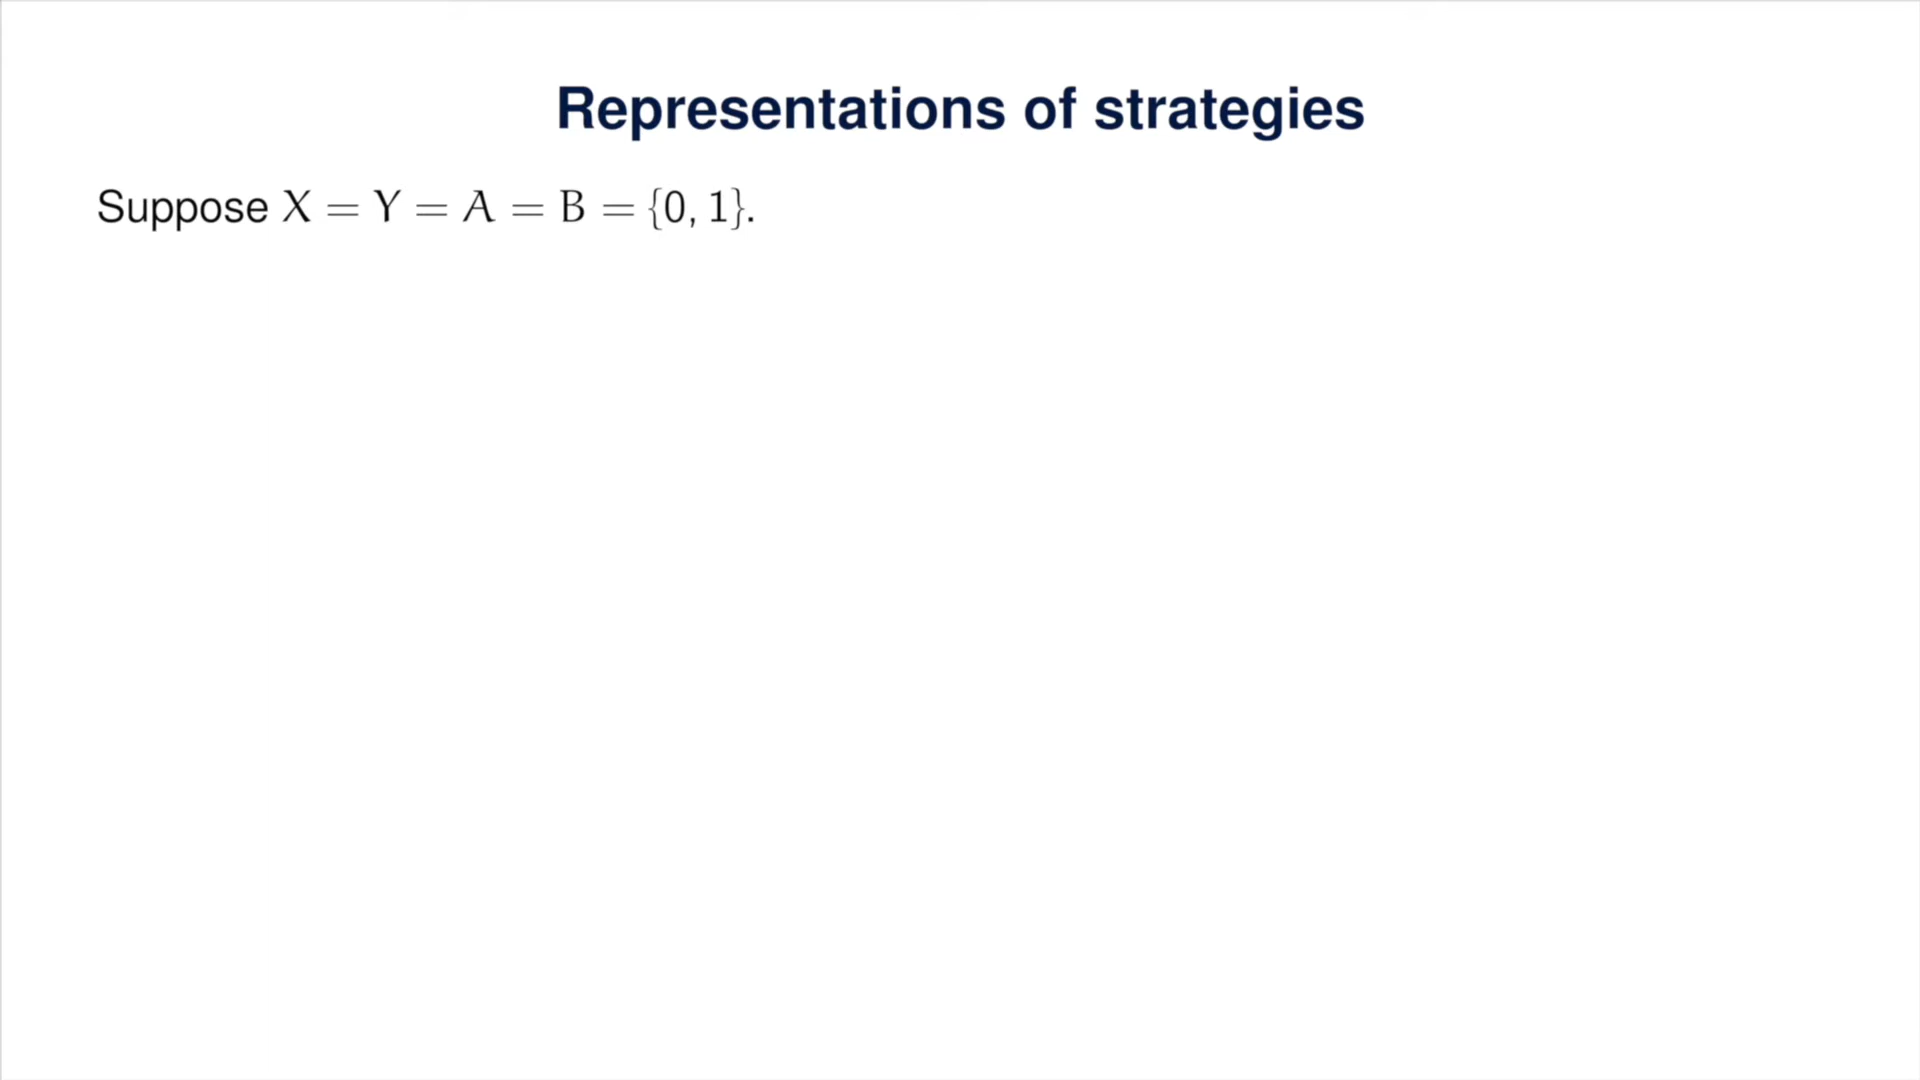 Representations of strategies
Suppose X = Y = A = B = {0, 1}.